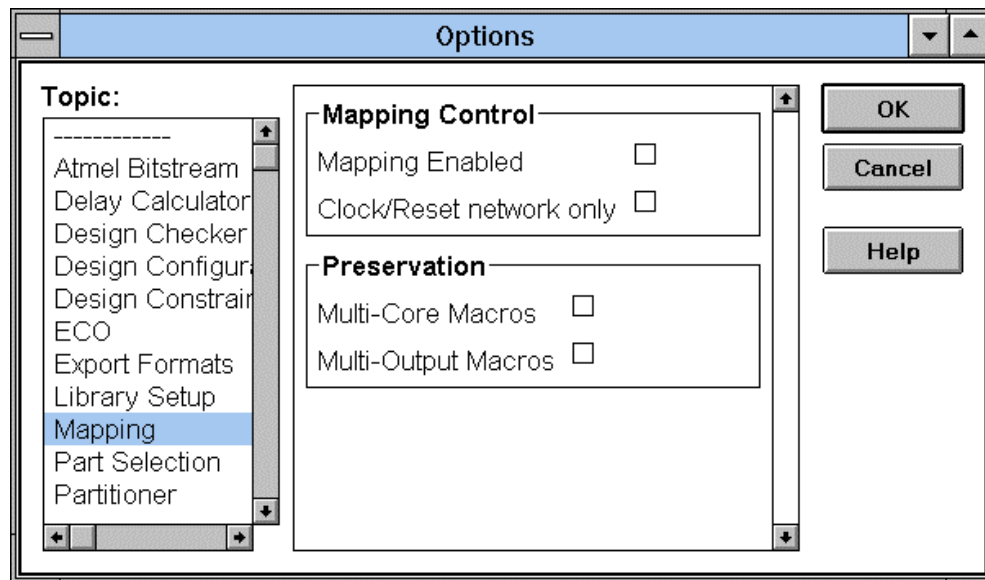 Options
Topic:
------------
Atmel Bitstream
Delay Calculator
Design Checker
Design Configur
Design Constrain
ECO
Export Formats
Library Setup
Mapping
Part Selection
Partitioner
Mapping Control
Mapping Enabled
Clock/Reset network only
Preservation
Multi-Core Macros
Multi-Output Macros
OK
Cancel
Help